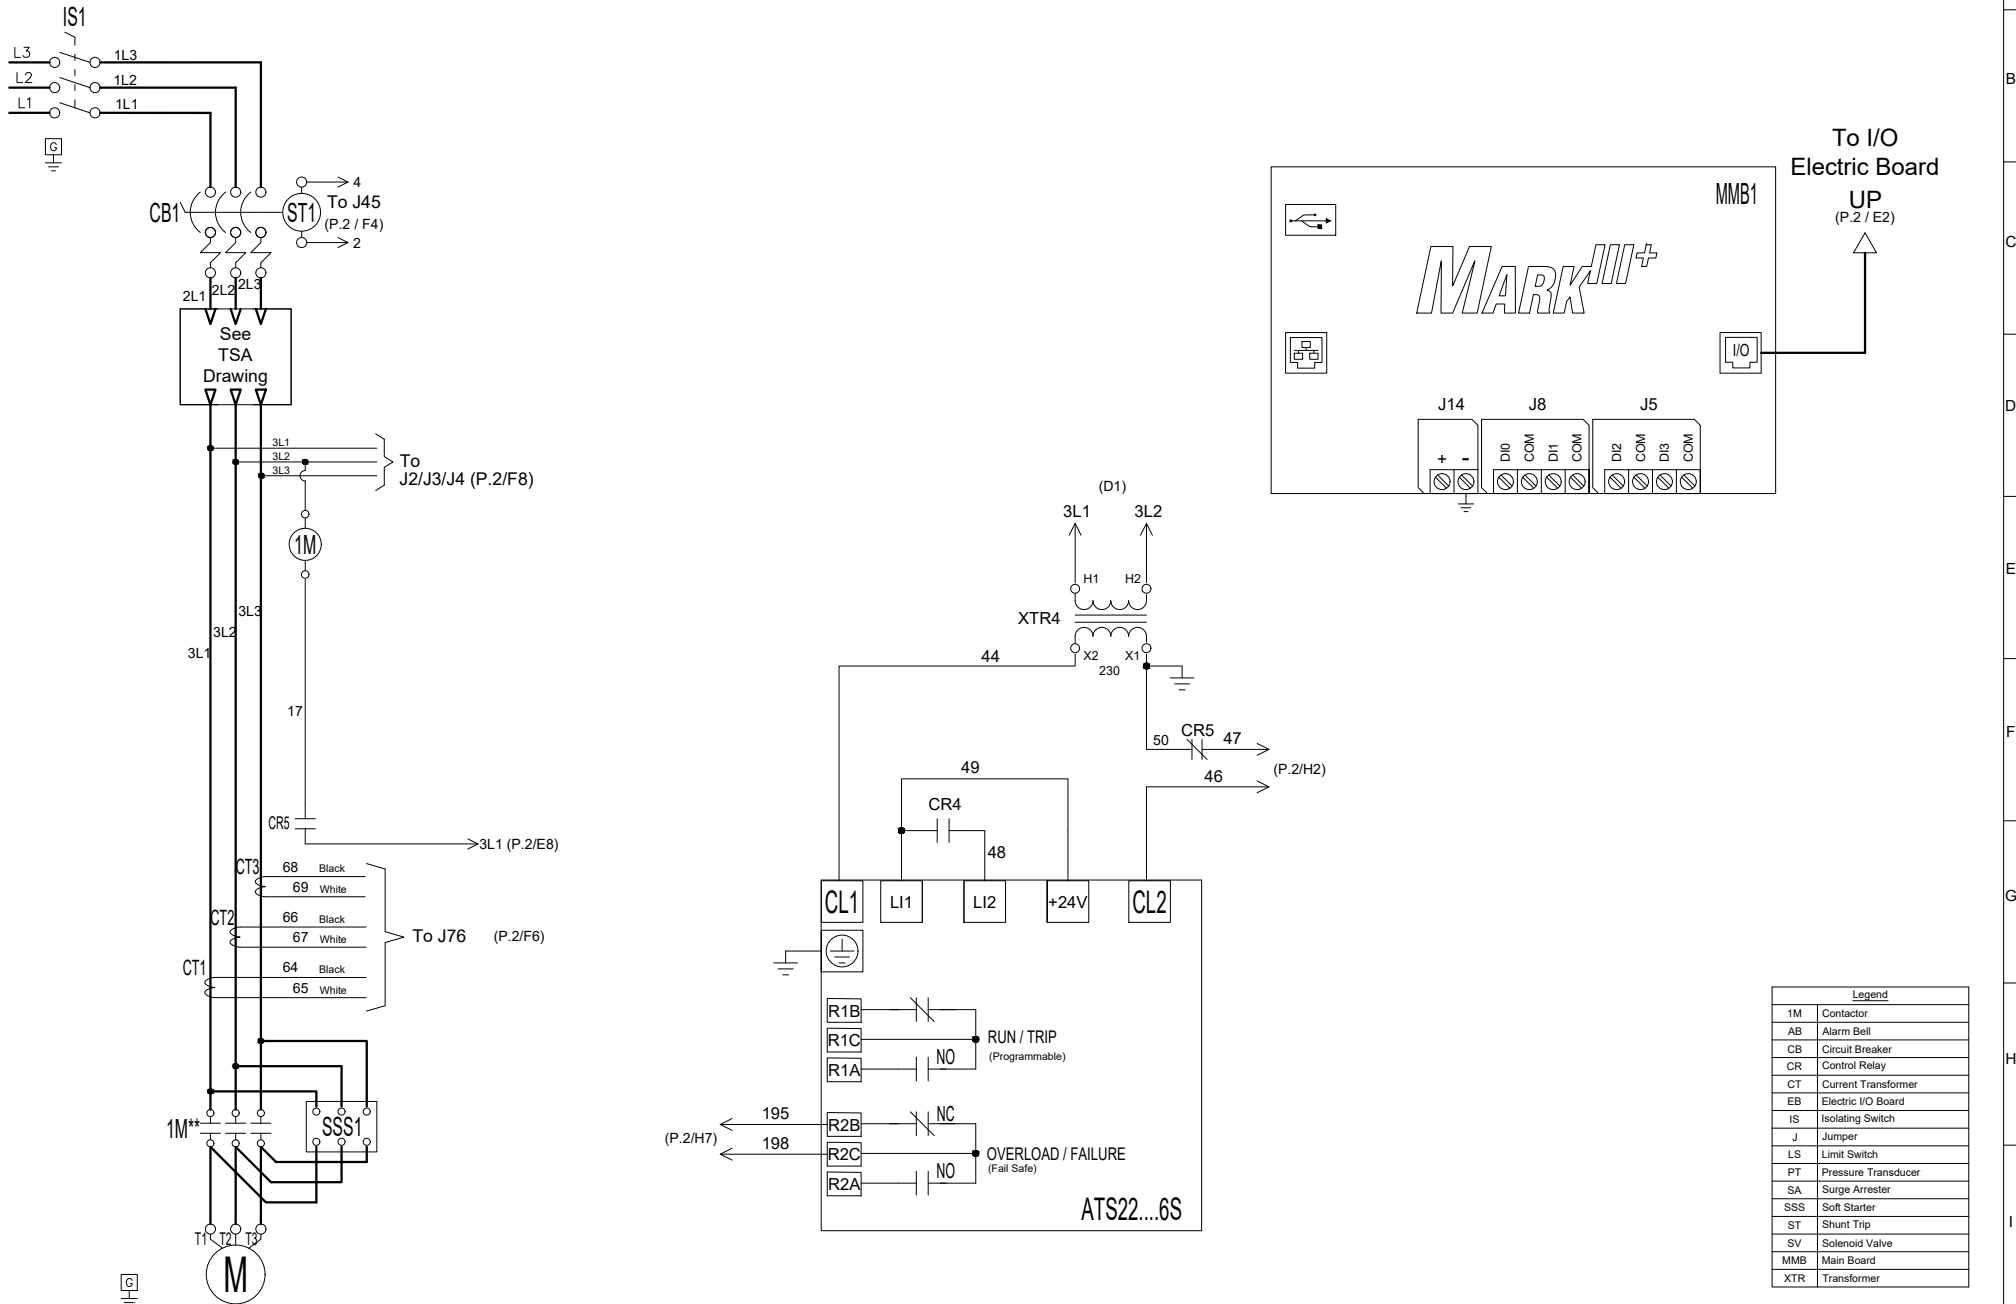 IS1
L3
1L3
L2
1L2
L1
1L1
G
CB1
ST1
4
To J45
(P.2 / F4)
2
2L1
2L2
2L3
See
TSA
Drawing
3L1
3L2
3L3
To
J2/J3/J4 (P.2/F8)
1M
3L3
3L2
3L1
17
CR5
3L1 (P.2/E8)
CT3
68 Black
69 White
CT2
66 Black
67 White
To J76 (P.2/F6)
CT1
64 Black
65 White
1M**
SSS1
T1
T2
T3
M
G
(D1)
3L1
3L2
H1
H2
XTR4
X2
X1
230
44
50
CR5
47
(P.2/H2)
46
49
CR4
48
CL1
LI1
LI2
+24V
CL2
R1B
R1C
RUN / TRIP
(Programmable)
R1A
NO
195
R2B
NC
(P.2/H7)
198
R2C
OVERLOAD / FAILURE
(Fail Safe)
R2A
NO
ATS22....6S
MMB1
MARK III+
I/O
J14
J8
J5
+
-
DI0
COM
DI1
COM
DI2
COM
DI3
COM
To I/O
Electric Board
UP
(P.2 / E2)
B
C
D
E
F
G
H
I
Legend
1M Contactor
AB Alarm Bell
CB Circuit Breaker
CR Control Relay
CT Current Transformer
EB Electric I/O Board
IS Isolating Switch
J Jumper
LS Limit Switch
PT Pressure Transducer
SA Surge Arrester
SSS Soft Starter
ST Shunt Trip
SV Solenoid Valve
MMB Main Board
XTR Transformer